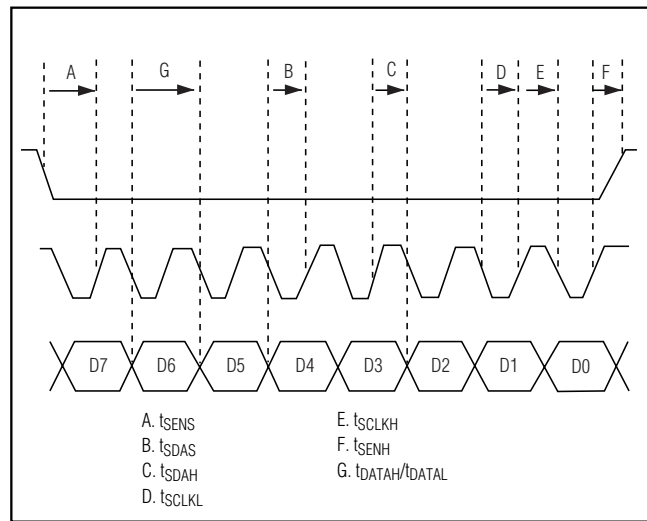 A G B C D E F
D7 D6 D5 D4 D3 D2 D1 D0
A. tSENS
B. tSDAS
C. tSDAH
D. tSCLKL
E. tSCLKH
F. tSENH
G. tDATAH/tDATAL